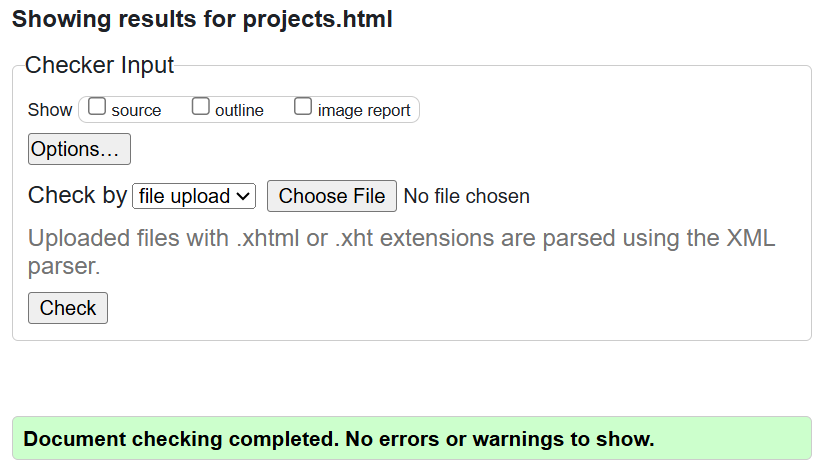 Showing results for projects.html
Checker Input
Show source outline image report
Options...
Check by file upload Choose File No file chosen
Uploaded files with .xhtml or .xht extensions are parsed using the XML
parser.
Check
Document checking completed. No errors or warnings to show.